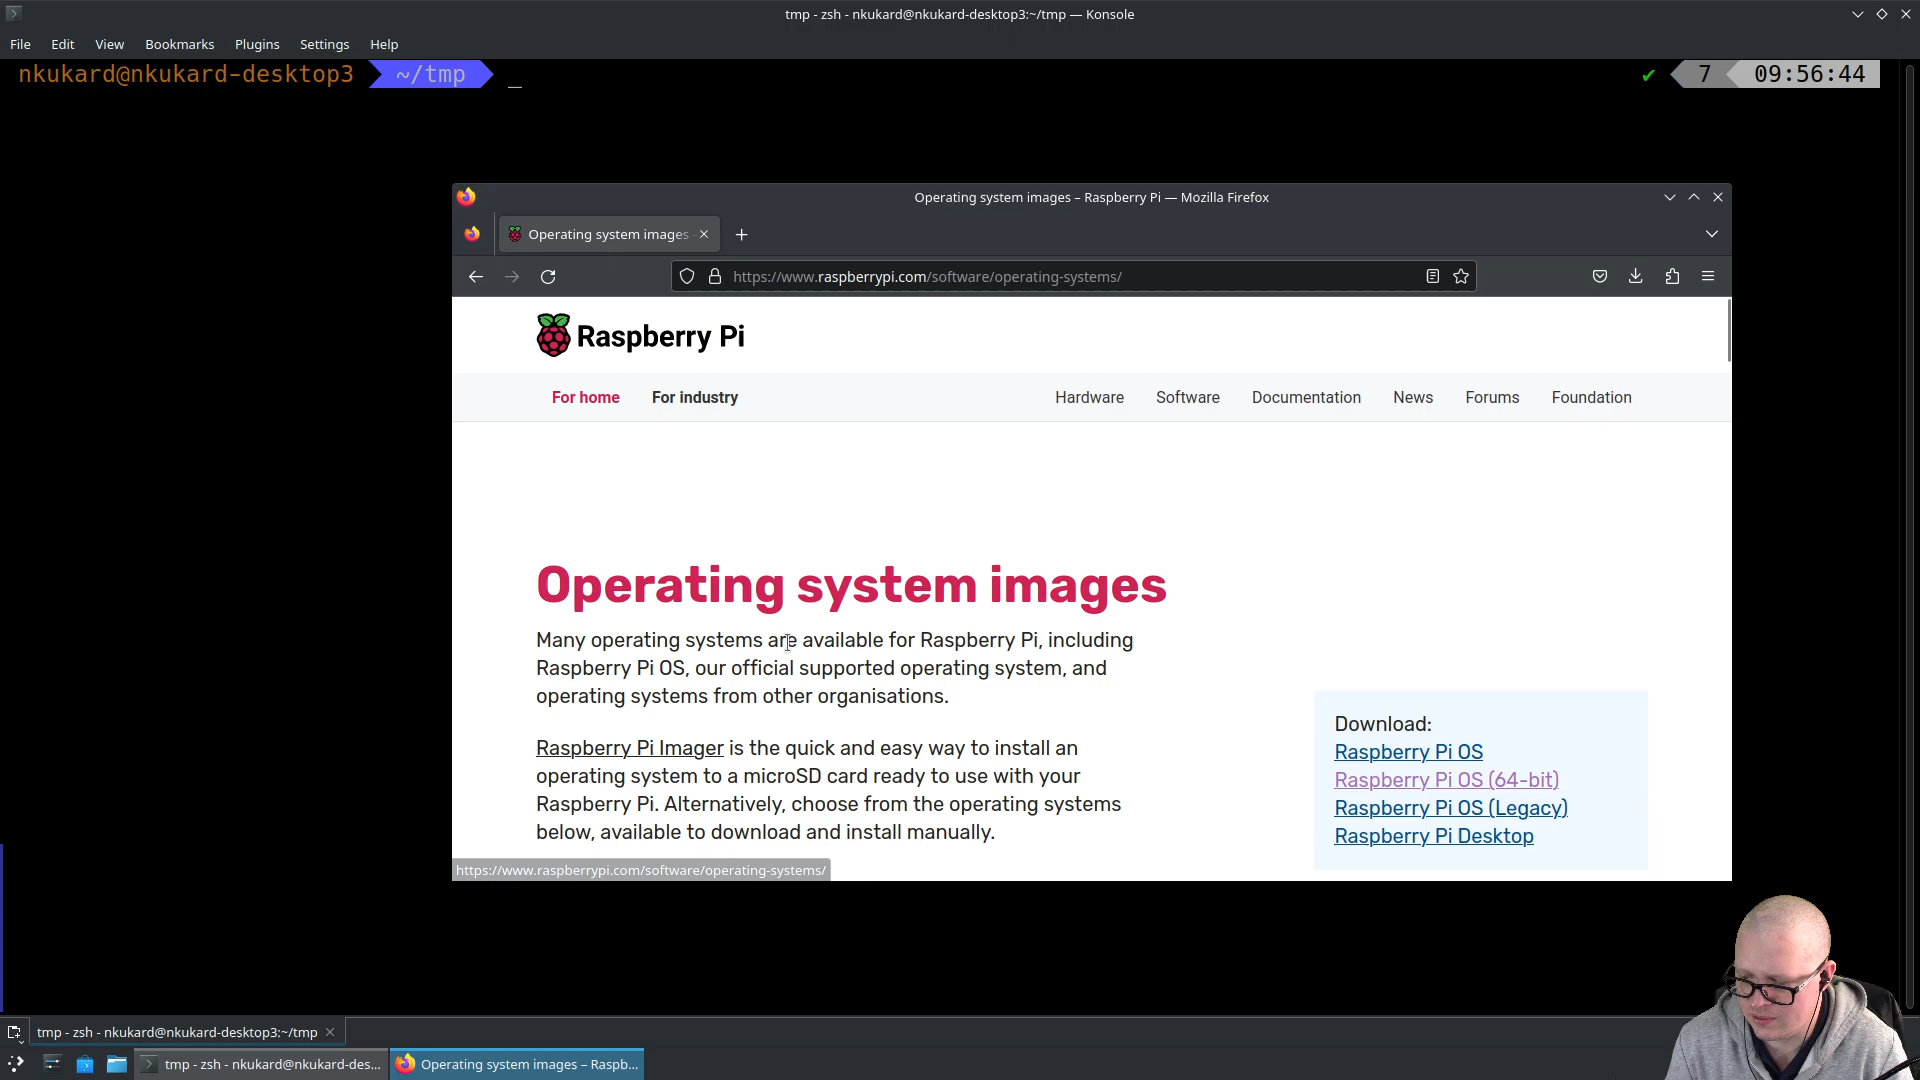 tmp - zsh - nkukard@nkukard-desktop3:~/tmp — Konsole
File Edit View Bookmarks Plugins Settings Help
nkukard@nkukard-desktop3 ~/tmp _ ✔ 7 09:56:44
Operating system images – Raspberry Pi — Mozilla Firefox
Operating system images
https://www.raspberrypi.com/software/operating-systems/
Raspberry Pi
For home For industry Hardware Software Documentation News Forums Foundation
Operating system images
Many operating systems are available for Raspberry Pi, including
Raspberry Pi OS, our official supported operating system, and
operating systems from other organisations.
Raspberry Pi Imager is the quick and easy way to install an
operating system to a microSD card ready to use with your
Raspberry Pi. Alternatively, choose from the operating systems
below, available to download and install manually.
Download:
Raspberry Pi OS
Raspberry Pi OS (64-bit)
Raspberry Pi OS (Legacy)
Raspberry Pi Desktop
https://www.raspberrypi.com/software/operating-systems/
tmp - zsh - nkukard@nkukard-desktop3:~/tmp
tmp - zsh - nkukard@nkukard-des... Operating system images – Raspb...